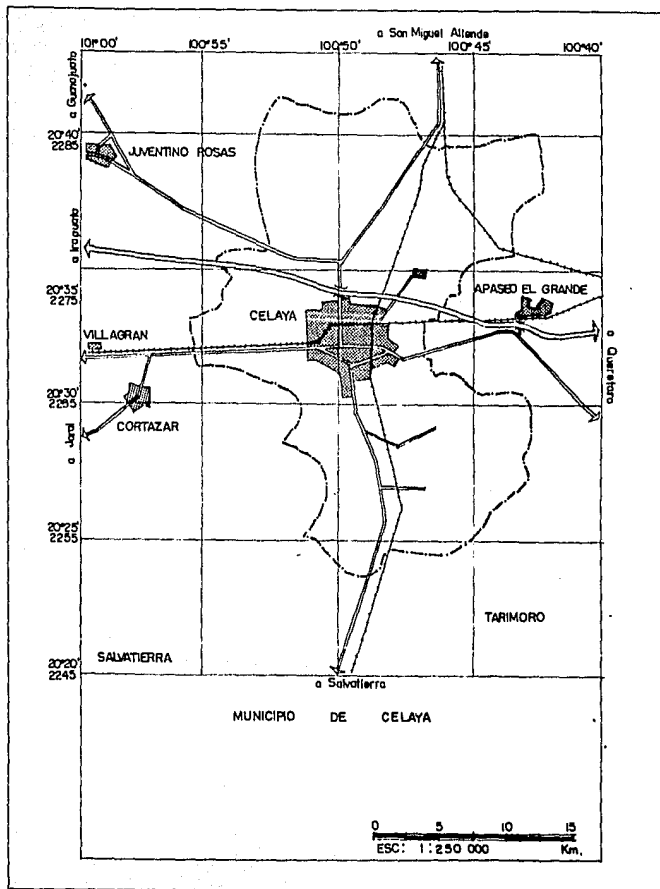 a San Miguel Allende
101°00' 100°55' 100°50' 100°45' 100°40'
a Guanajuato
20°40'
2285
JUVENTINO ROSAS
a Irapuato
20°35'
2275
APASEO EL GRANDE
CELAYA
VILLAGRAN
a Queretaro
20°30'
2265
CORTAZAR
a Jaral
20°25'
2255
TARIMORO
SALVATIERRA
20°20'
2245
a Salvatierra
MUNICIPIO DE CELAYA
0 5 10 15
ESC: 1:250 000 Km.